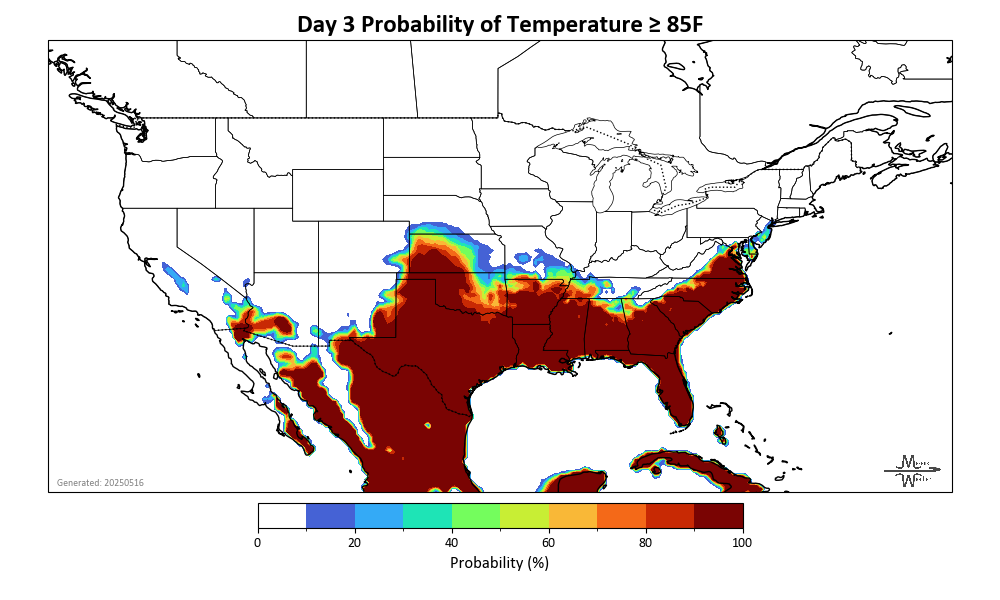 Day 3 Probability of Temperature ≥ 85F
Generated: 20250516
0 20 40 60 80 100
Probability (%)